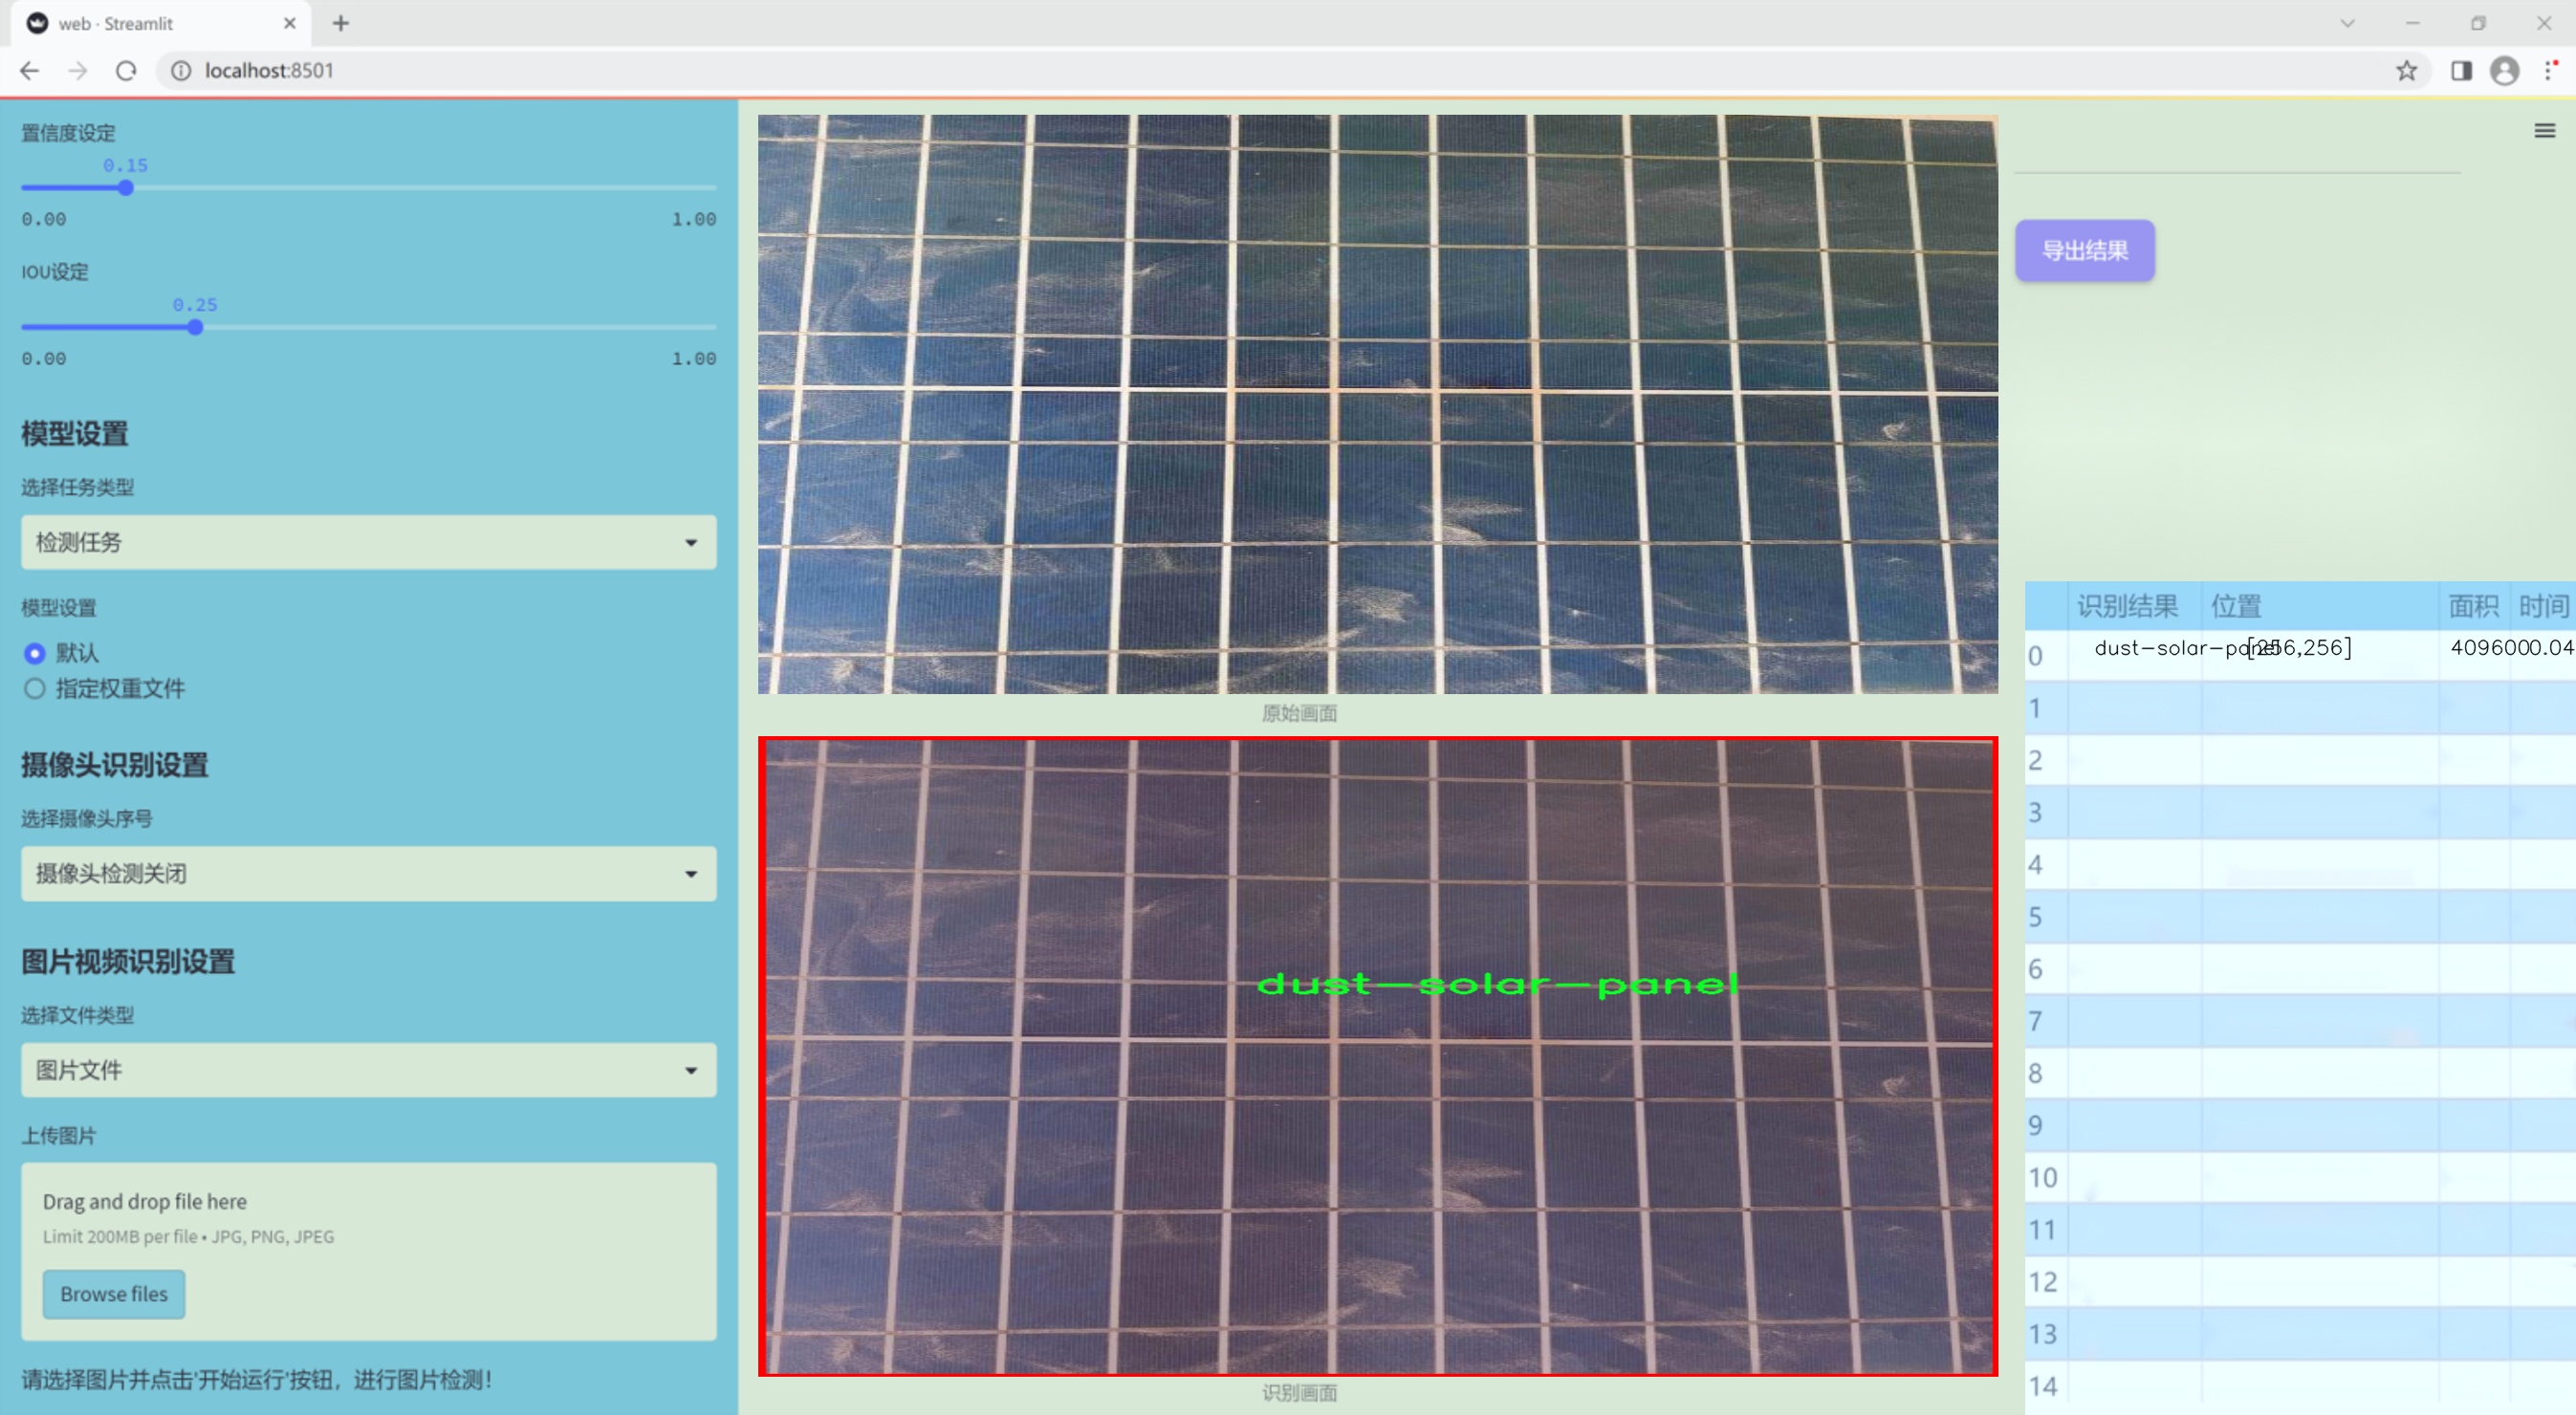 web · Streamlit
localhost:8501
置信度设定
0.15
0.00 1.00
IOU设定
0.25
0.00 1.00
模型设置
选择任务类型
检测任务
模型设置
默认
指定权重文件
摄像头识别设置
选择摄像头序号
摄像头检测关闭
图片视频识别设置
选择文件类型
图片文件
上传图片
Drag and drop file here
Limit 200MB per file • JPG, PNG, JPEG
Browse files
请选择图片并点击'开始运行'按钮，进行图片检测！
原始画面
dust-solar-panel
识别画面
导出结果
识别结果 位置 面积 时间
0 dust-solar-panel [256,256] 4096000.04
1
2
3
4
5
6
7
8
9
10
11
12
13
14